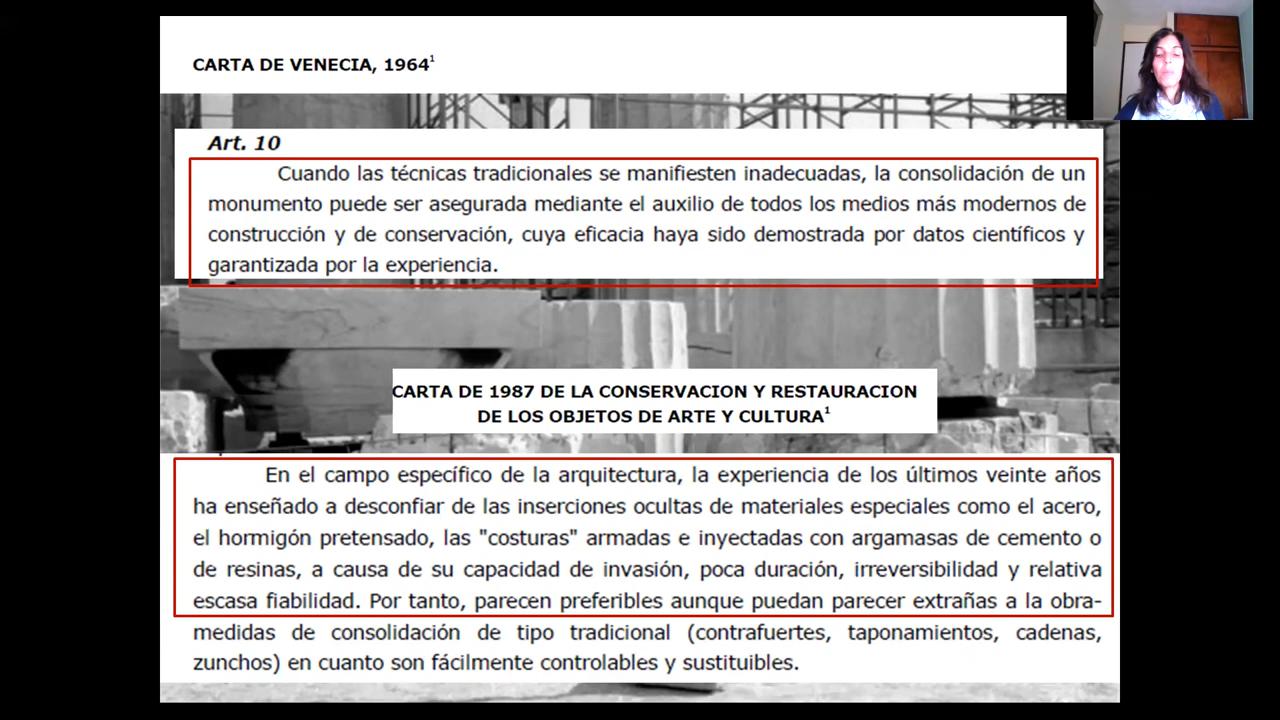 CARTA DE VENECIA, 1964¹
Art. 10
Cuando las técnicas tradicionales se manifiesten inadecuadas, la consolidación de un
monumento puede ser asegurada mediante el auxilio de todos los medios más modernos de
construcción y de conservación, cuya eficacia haya sido demostrada por datos científicos y
garantizada por la experiencia.
CARTA DE 1987 DE LA CONSERVACION Y RESTAURACION
DE LOS OBJETOS DE ARTE Y CULTURA¹
En el campo específico de la arquitectura, la experiencia de los últimos veinte años
ha enseñado a desconfiar de las inserciones ocultas de materiales especiales como el acero,
el hormigón pretensado, las "costuras" armadas e inyectadas con argamasas de cemento o
de resinas, a causa de su capacidad de invasión, poca duración, irreversibilidad y relativa
escasa fiabilidad. Por tanto, parecen preferibles aunque puedan parecer extrañas a la obra-
medidas de consolidación de tipo tradicional (contrafuertes, taponamientos, cadenas,
zunchos) en cuanto son fácilmente controlables y sustituibles.